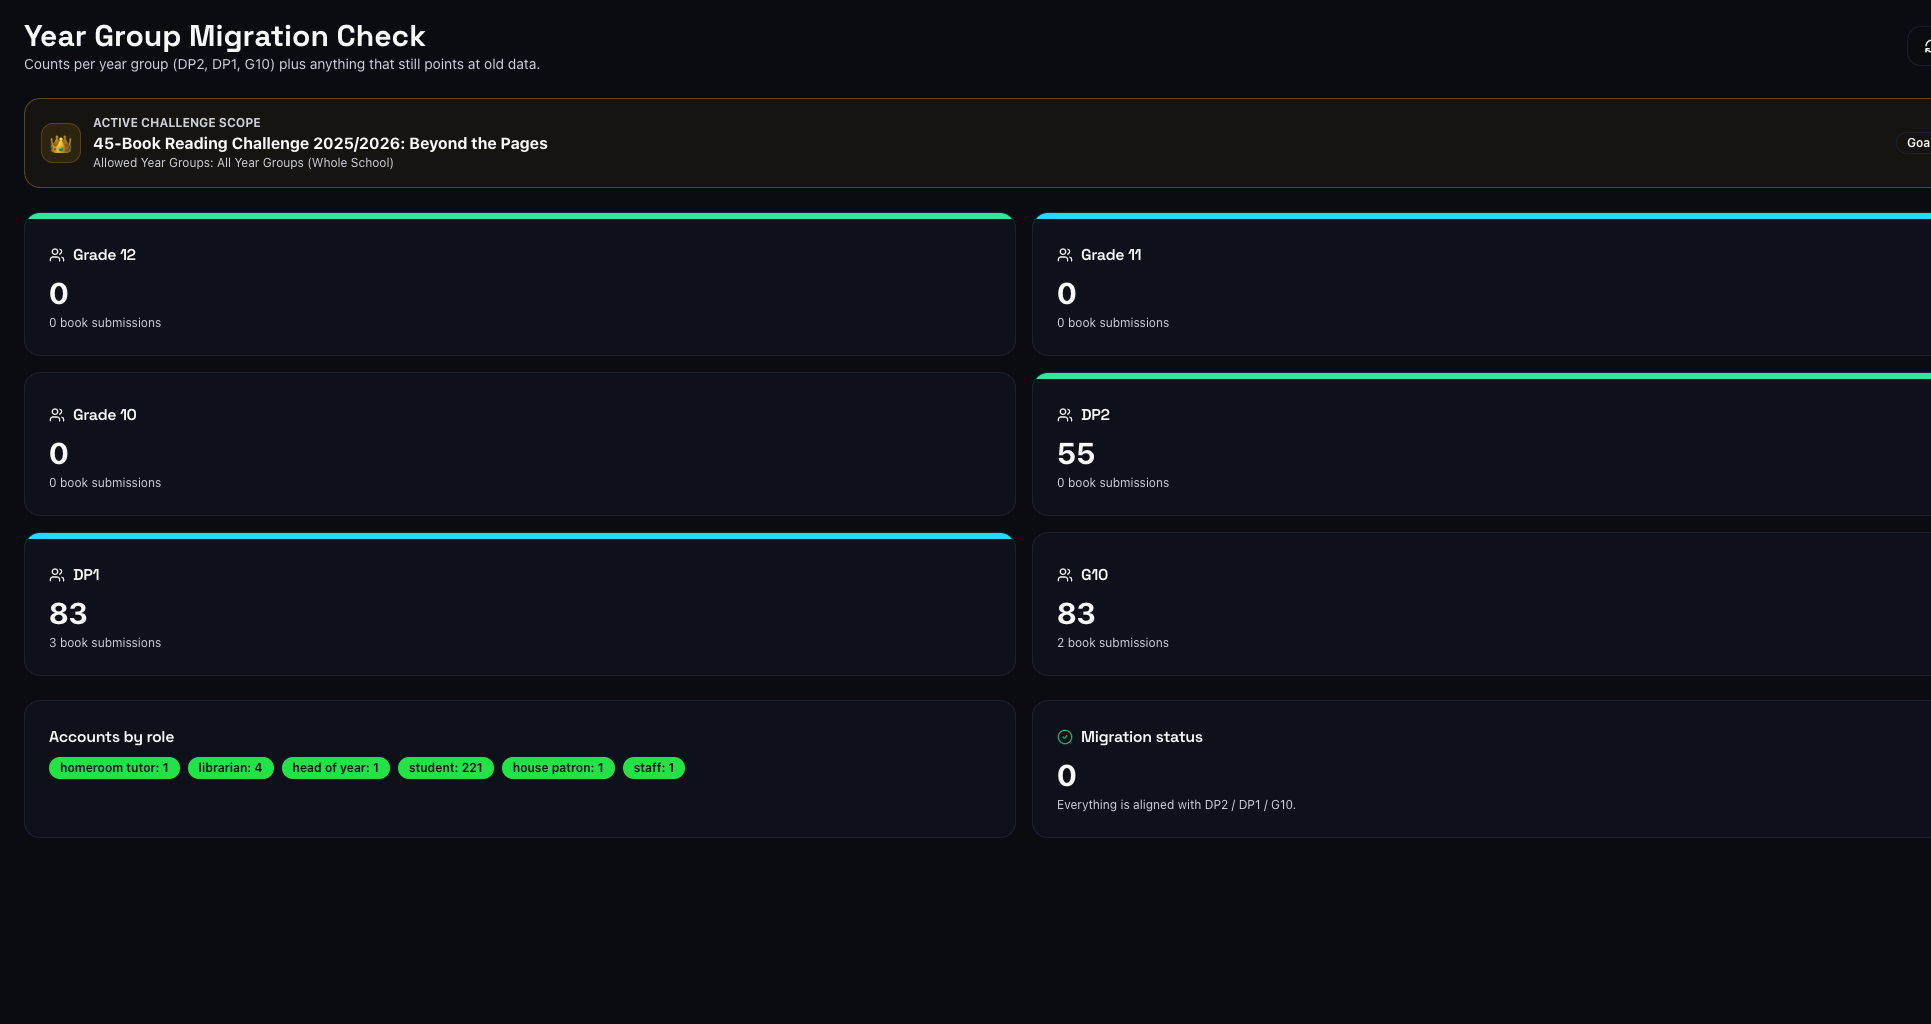 Year Group Migration Check
Counts per year group (DP2, DP1, G10) plus anything that still points at old data.
ACTIVE CHALLENGE SCOPE
45-Book Reading Challenge 2025/2026: Beyond the Pages
Allowed Year Groups: All Year Groups (Whole School)
Goa
Grade 12
0
0 book submissions
Grade 11
0
0 book submissions
Grade 10
0
0 book submissions
DP2
55
0 book submissions
DP1
83
3 book submissions
G10
83
2 book submissions
Accounts by role
homeroom tutor: 1
librarian: 4
head of year: 1
student: 221
house patron: 1
staff: 1
Migration status
0
Everything is aligned with DP2 / DP1 / G10.